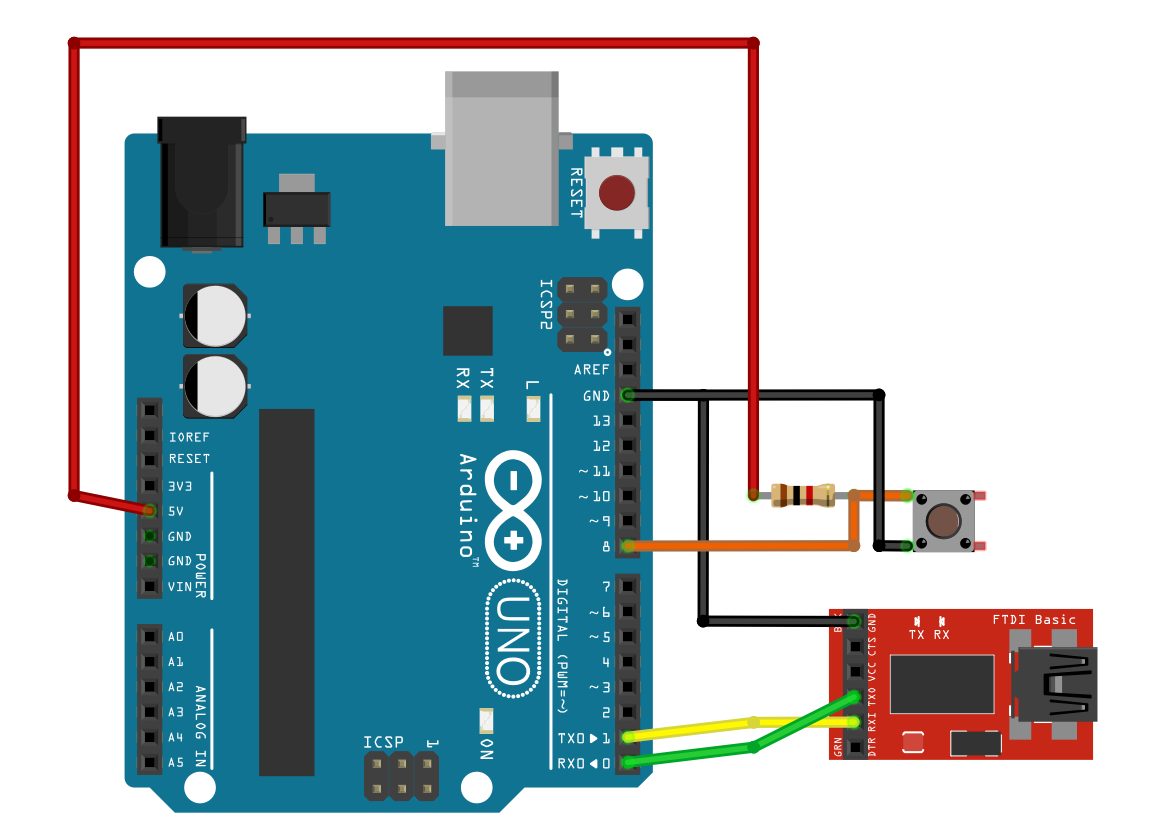 RESET
ICSP2
AREF
GND
13
12
~11
~10
~9
8
7
~6
~5
4
~3
2
TX0▶1
RX0◀0
DIGITAL (PWM=~)
RX
TX
L
Arduino™
UNO
ON
ICSP
1
IOREF
RESET
3V3
5V
GND
GND
VIN
POWER
A0
A1
A2
A3
A4
A5
ANALOG IN
FTDI Basic
TX RX
GND
CTS
VCC
TXO
RXI
DTR
GRN